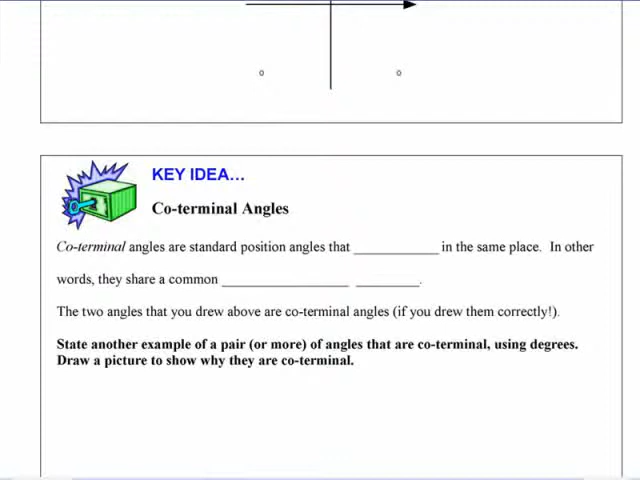 o o
KEY IDEA…
Co-terminal Angles
Co-terminal angles are standard position angles that ____________ in the same place. In other
words, they share a common __________________ _________.
The two angles that you drew above are co-terminal angles (if you drew them correctly!).
State another example of a pair (or more) of angles that are co-terminal, using degrees.
Draw a picture to show why they are co-terminal.